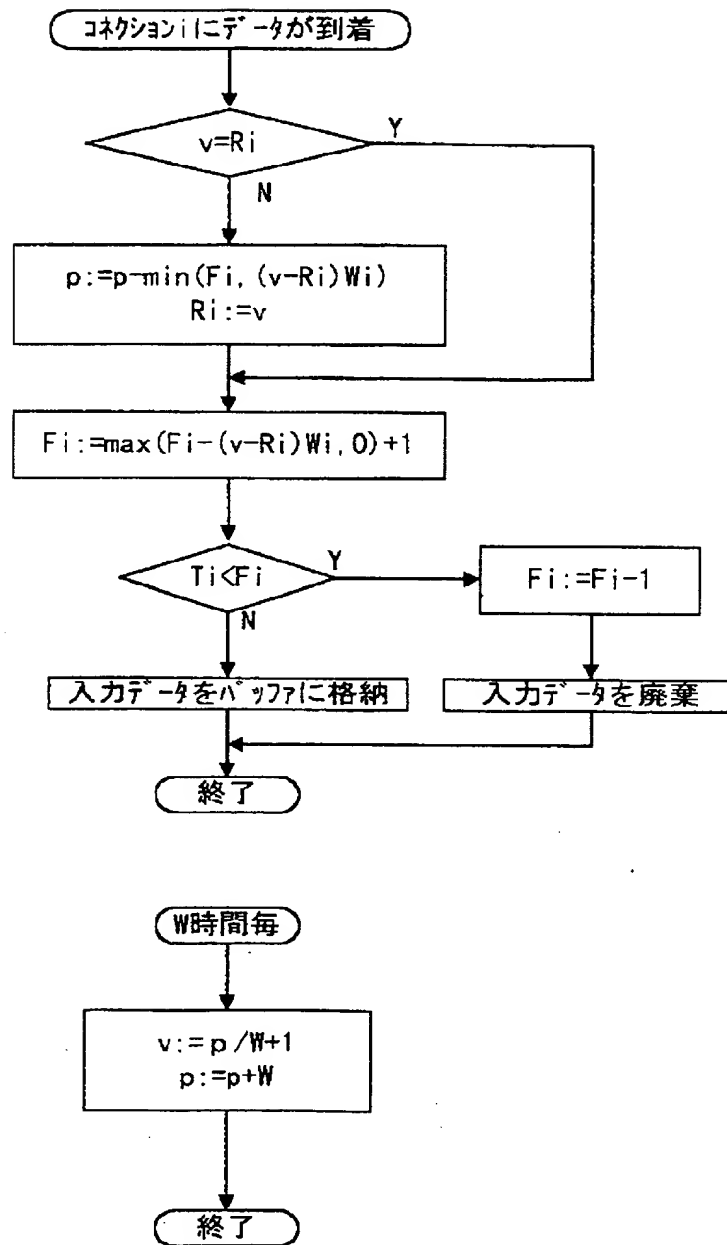 コネクションiにデータが到着
v=Ri
Y
N
p:=p-min(Fi, (v-Ri)Wi)
Ri:=v
Fi:=max(Fi-(v-Ri)Wi, 0)+1
Ti<Fi
Y
N
Fi:=Fi-1
入力データをバッファに格納
入力データを廃棄
終了
W時間毎
v:=p/W+1
p:=p+W
終了